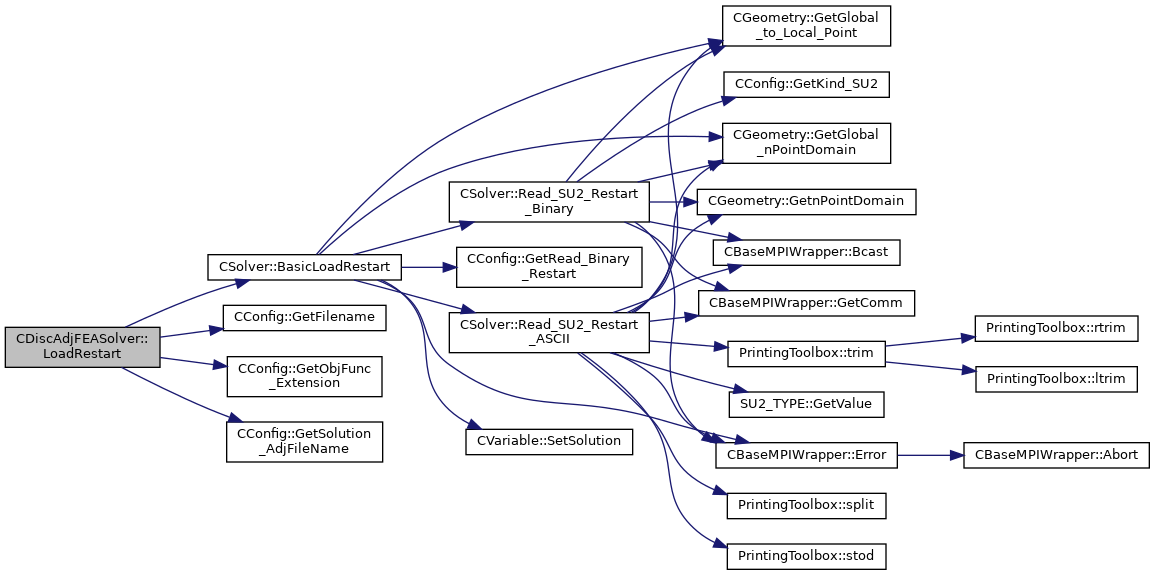 CDiscAdjFEASolver::
LoadRestart
CSolver::BasicLoadRestart
CConfig::GetFilename
CConfig::GetObjFunc
_Extension
CConfig::GetSolution
_AdjFileName
CSolver::Read_SU2_Restart
_Binary
CConfig::GetRead_Binary
_Restart
CSolver::Read_SU2_Restart
_ASCII
CVariable::SetSolution
CGeometry::GetGlobal
_to_Local_Point
CConfig::GetKind_SU2
CGeometry::GetGlobal
_nPointDomain
CGeometry::GetnPointDomain
CBaseMPIWrapper::Bcast
CBaseMPIWrapper::GetComm
PrintingToolbox::trim
SU2_TYPE::GetValue
CBaseMPIWrapper::Error
PrintingToolbox::split
PrintingToolbox::stod
PrintingToolbox::rtrim
PrintingToolbox::ltrim
CBaseMPIWrapper::Abort